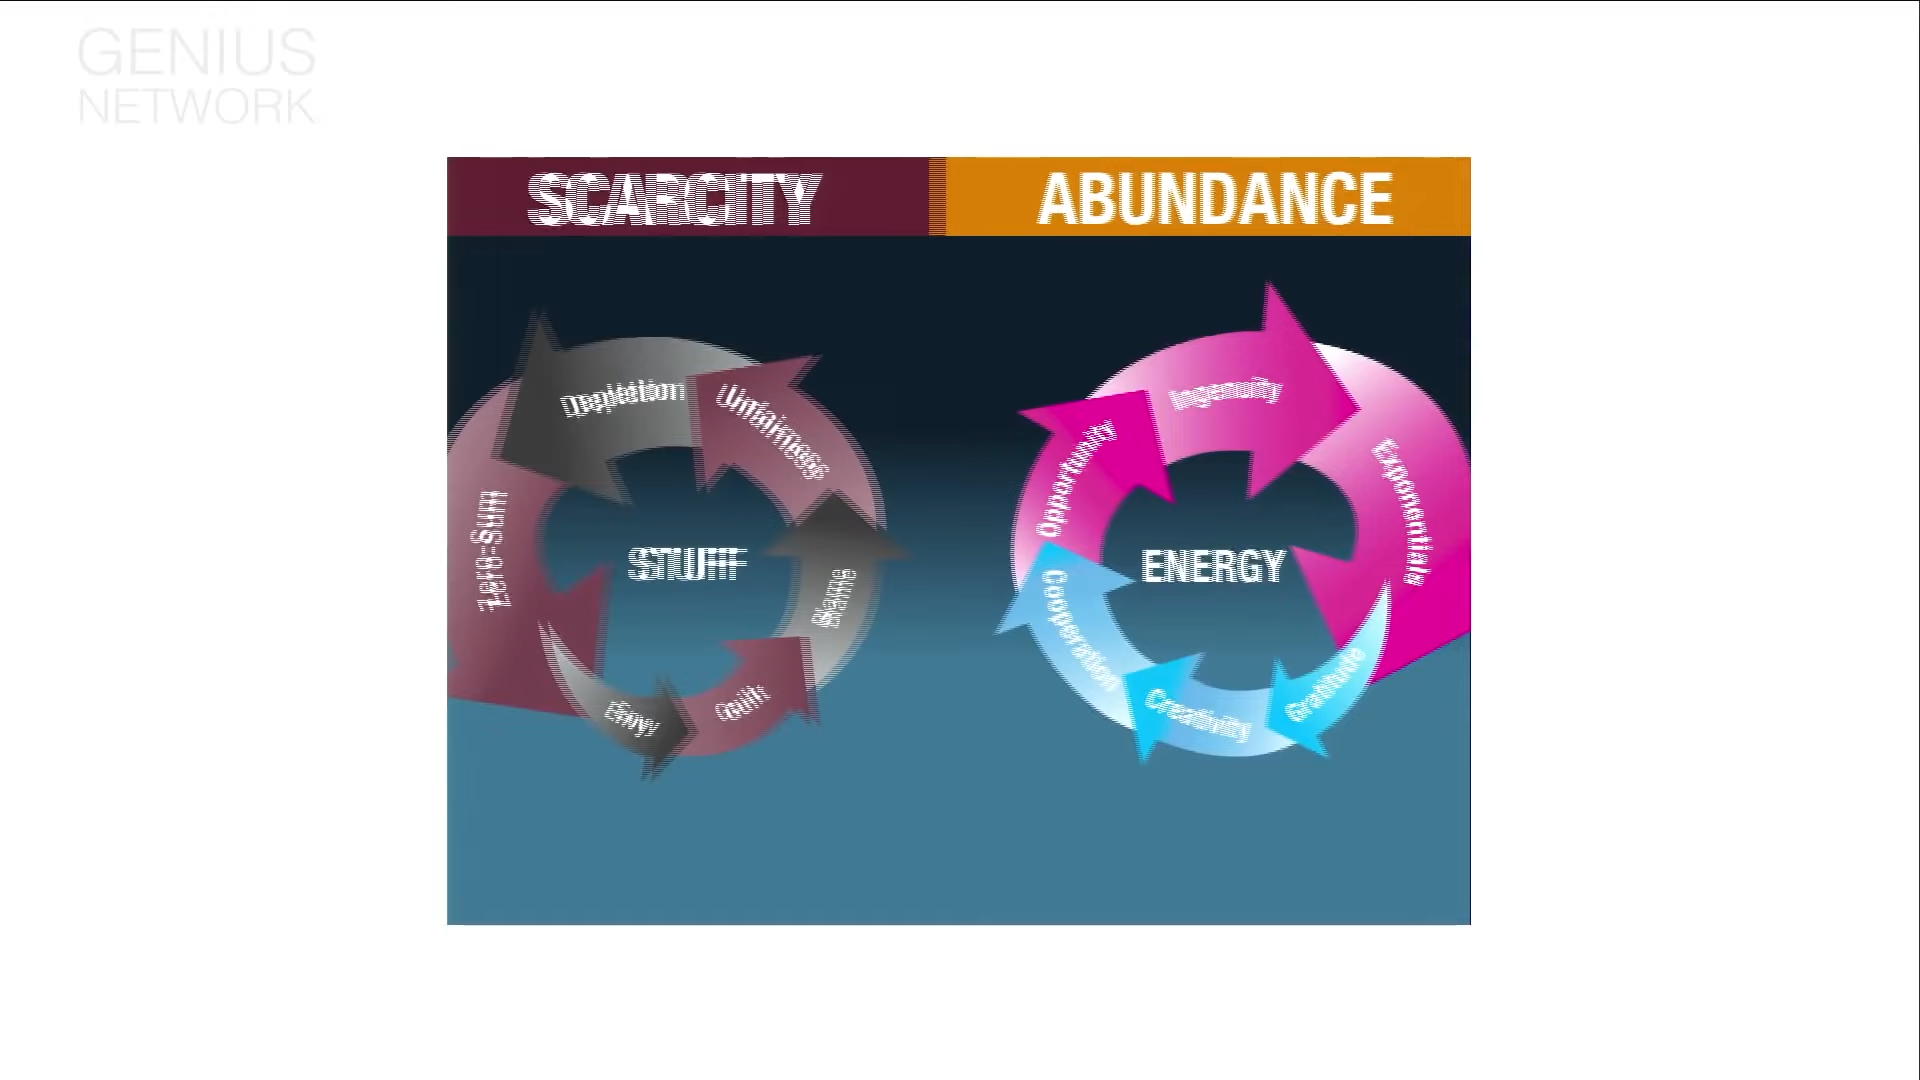 GENIUS
NETWORK
SCARCITY
ABUNDANCE
Depletion
Unfairness
Zero-Sum
STUFF
Blame
Envy
Guilt
Ingenuity
Opportunity
Exponentials
ENERGY
Cooperation
Creativity
Gratitude